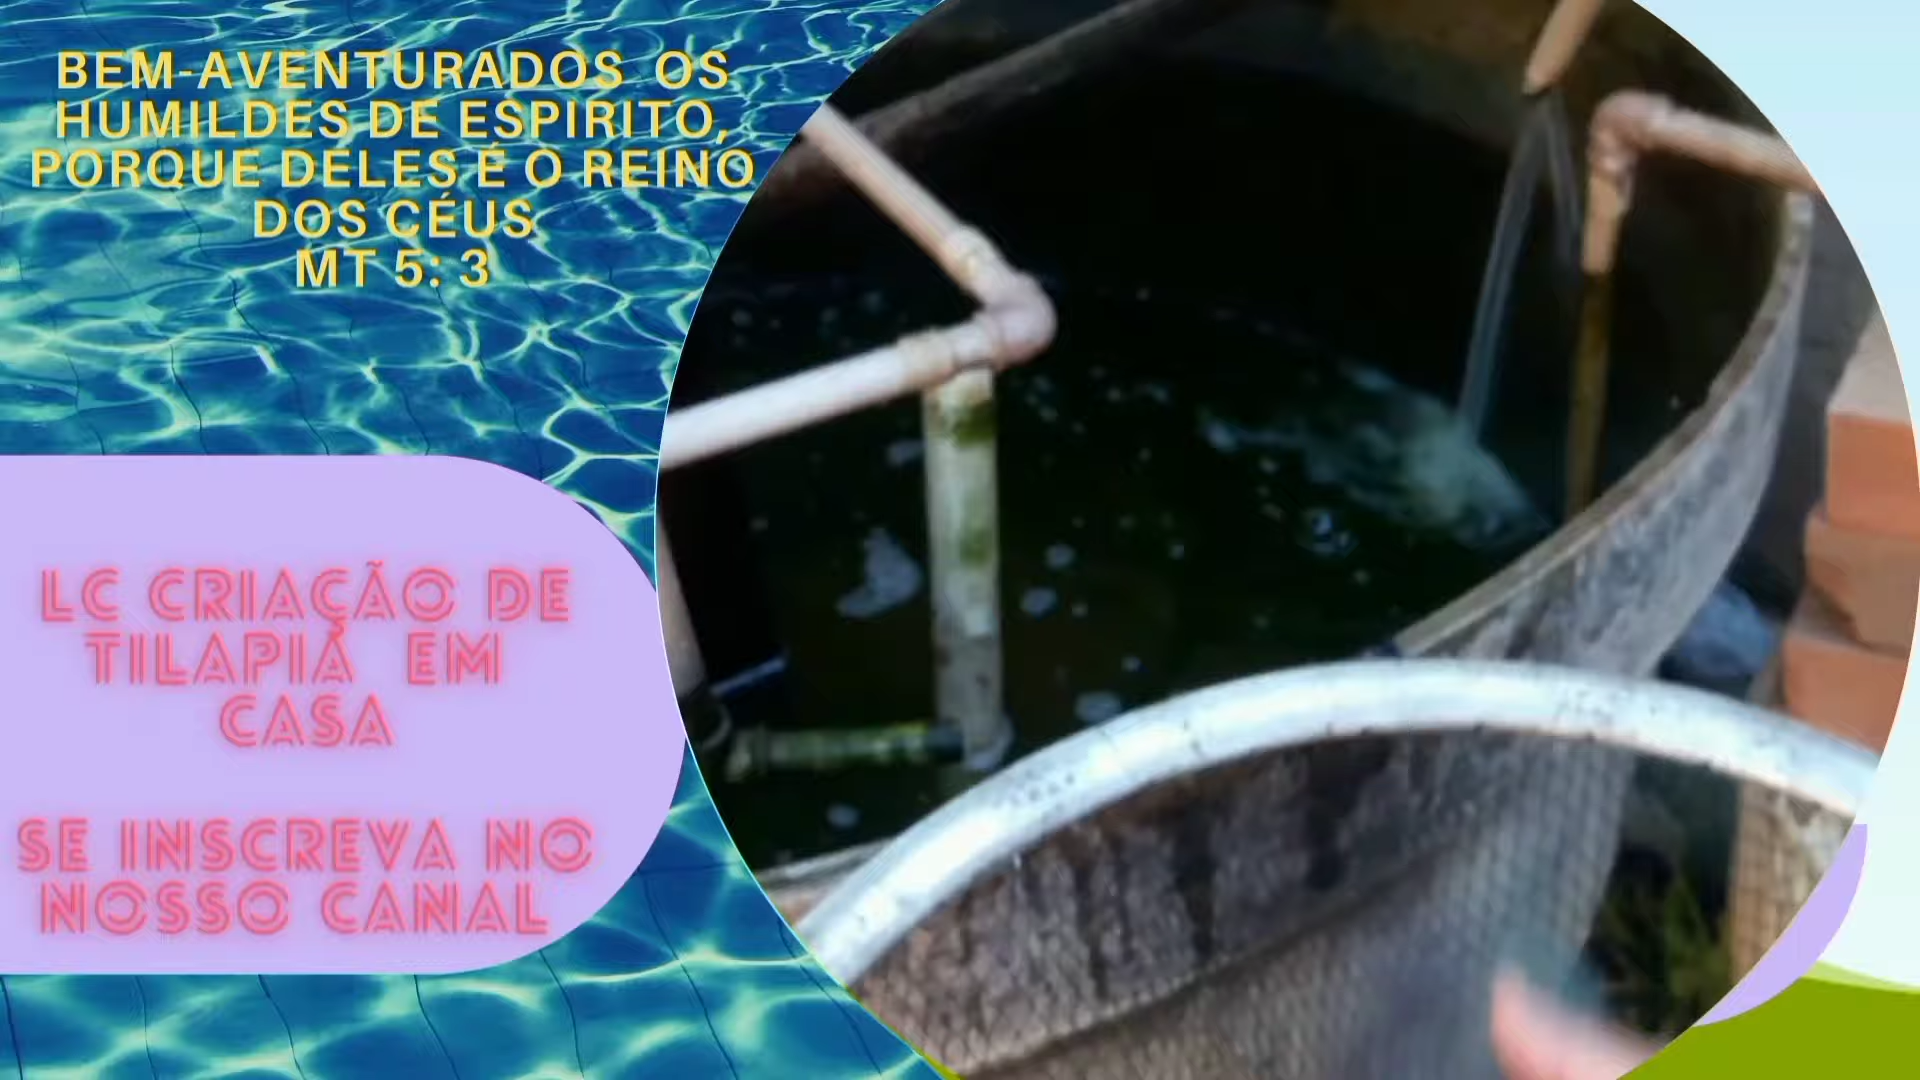 BEM-AVENTURADOS OS
HUMILDES DE ESPIRITO,
PORQUE DELES É O REINO
DOS CÉUS
MT 5: 3
LC CRIAÇÃO DE
TILAPIA EM
CASA
SE INSCREVA NO
NOSSO CANAL